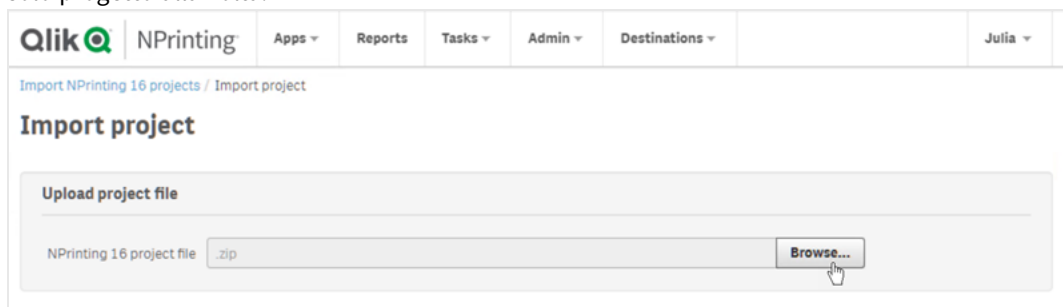 Qlik NPrinting Apps Reports Tasks Admin Destinations Julia
Import NPrinting 16 projects / Import project
Import project
Upload project file
NPrinting 16 project file .zip Browse...